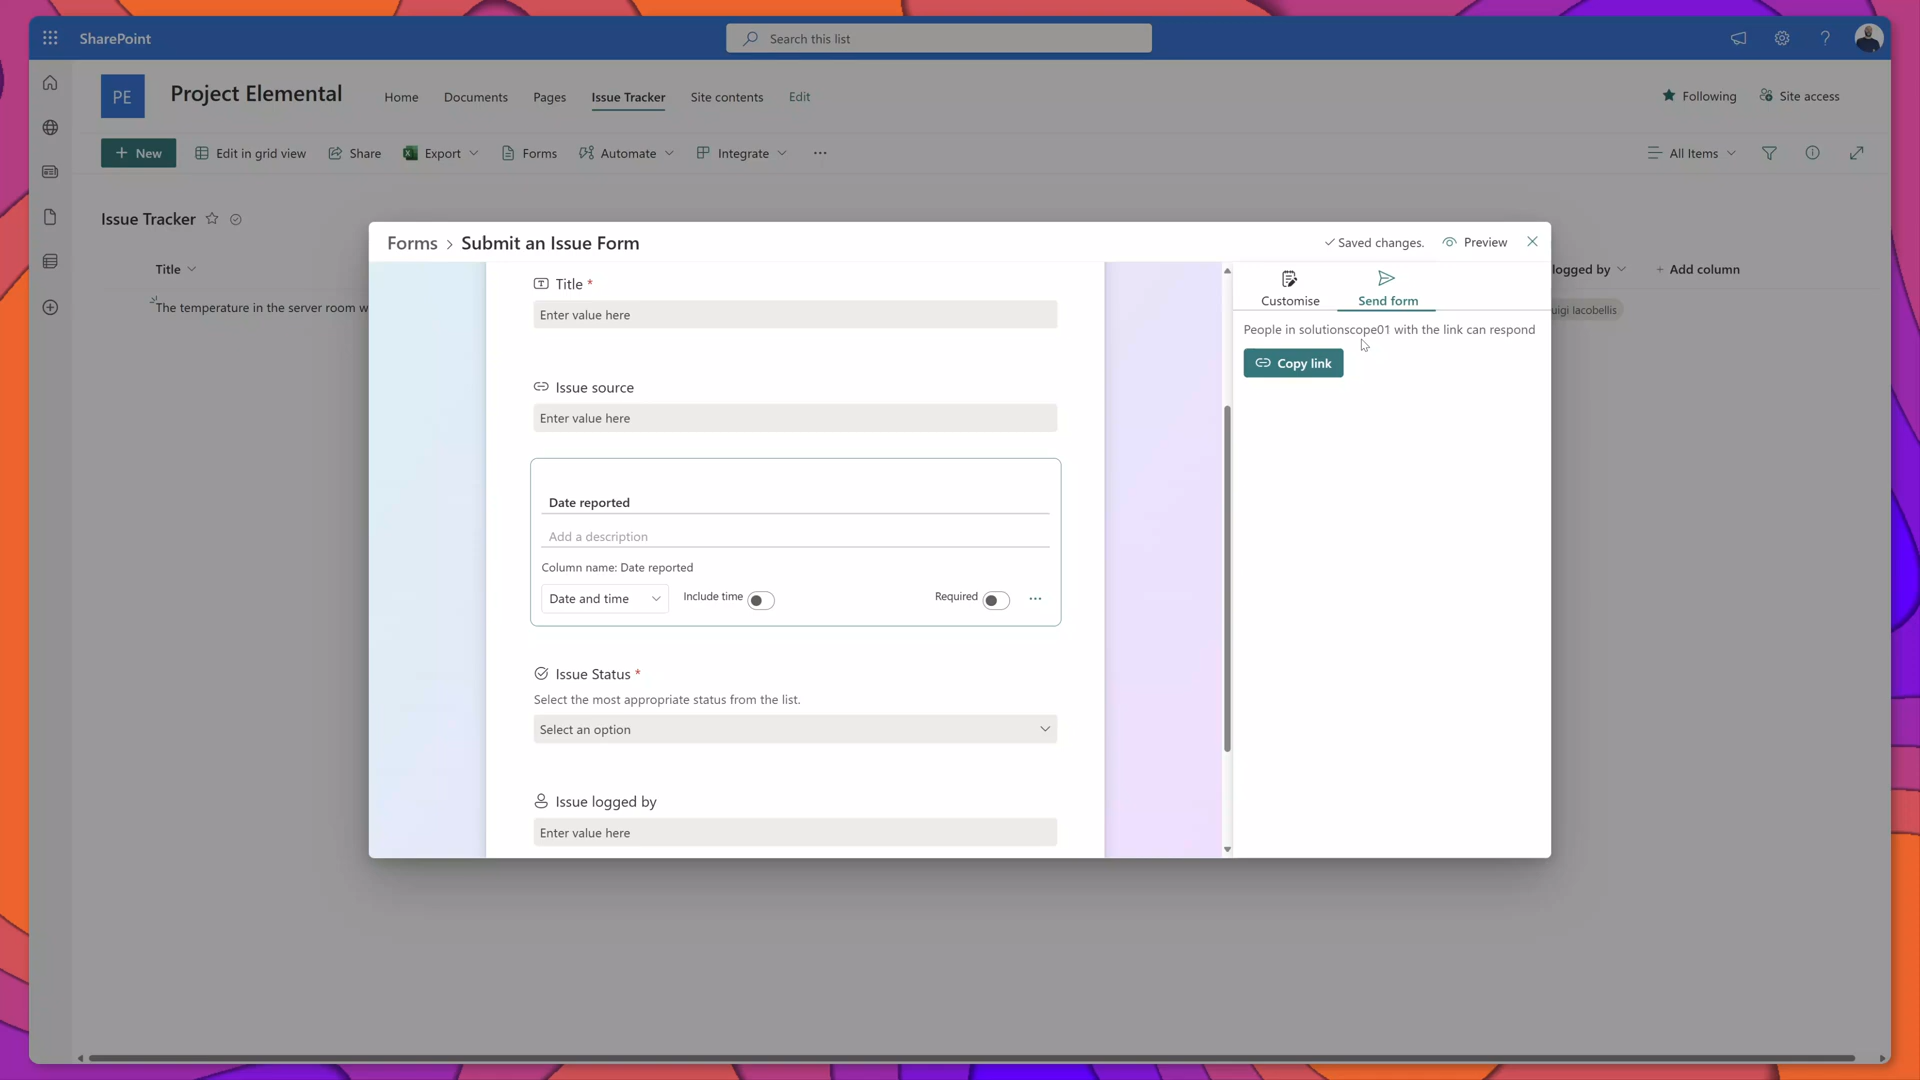 SharePoint
Search this list
PE
Project Elemental
Home
Documents
Pages
Issue Tracker
Site contents
Edit
Following
Site access
New
Edit in grid view
Share
Export
Forms
Automate
Integrate
All Items
Issue Tracker
Title
logged by
Add column
The temperature in the server room w
uigi Iacobellis
Forms > Submit an Issue Form
Saved changes.
Preview
Title *
Enter value here
Issue source
Enter value here
Date reported
Add a description
Column name: Date reported
Date and time
Include time
Required
Issue Status *
Select the most appropriate status from the list.
Select an option
Issue logged by
Enter value here
Customise
Send form
People in solutionscope01 with the link can respond
Copy link